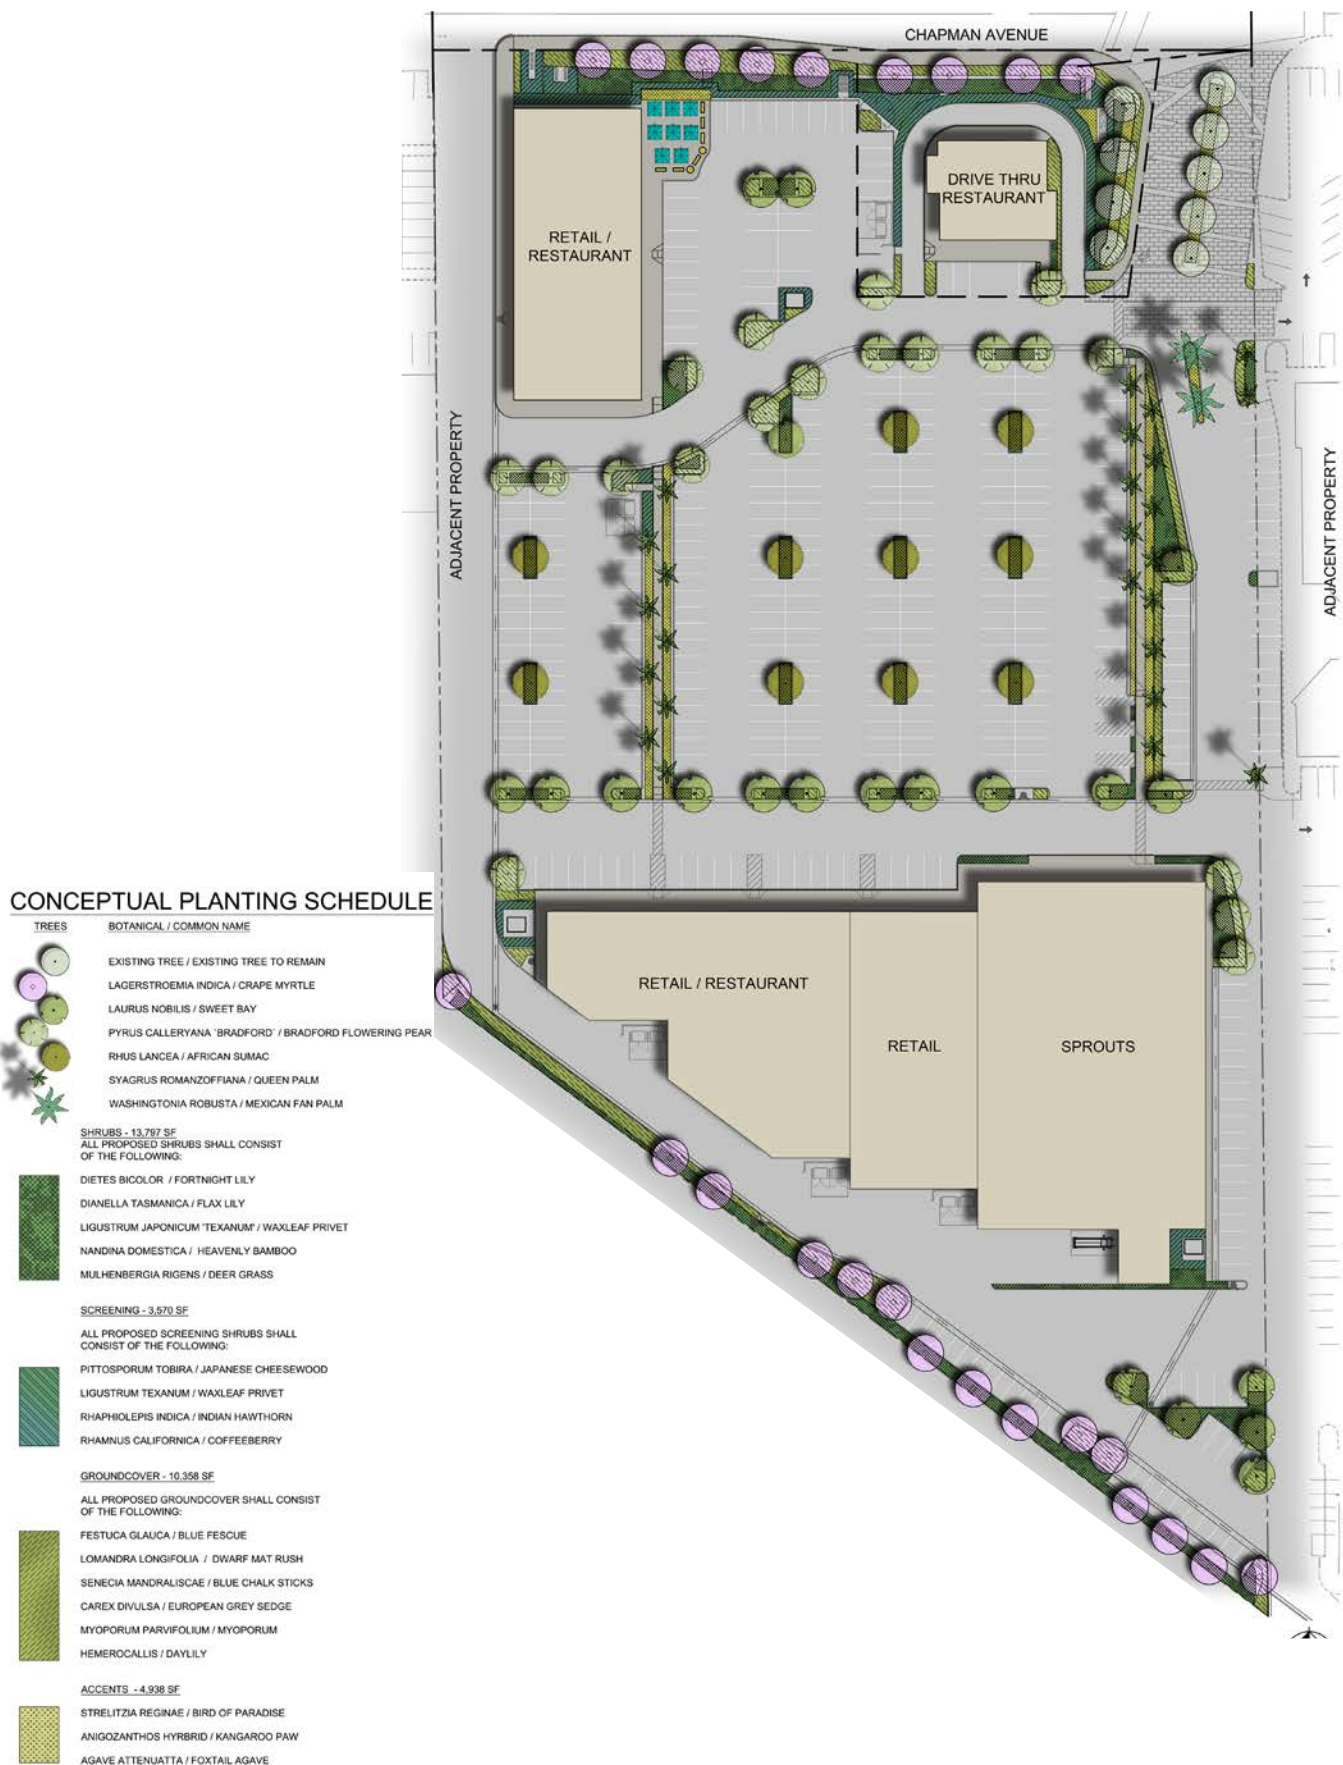 CHAPMAN AVENUE
DRIVE THRU
RESTAURANT
RETAIL /
RESTAURANT
ADJACENT PROPERTY
ADJACENT PROPERTY
RETAIL / RESTAURANT
RETAIL
SPROUTS
CONCEPTUAL PLANTING SCHEDULE
TREES BOTANICAL / COMMON NAME
EXISTING TREE / EXISTING TREE TO REMAIN
LAGERSTROEMIA INDICA / CRAPE MYRTLE
LAURUS NOBILIS / SWEET BAY
PYRUS CALLERYANA `BRADFORD` / BRADFORD FLOWERING PEAR
RHUS LANCEA / AFRICAN SUMAC
SYAGRUS ROMANZOFFIANA / QUEEN PALM
WASHINGTONIA ROBUSTA / MEXICAN FAN PALM
SHRUBS - 13,797 SF
ALL PROPOSED SHRUBS SHALL CONSIST
OF THE FOLLOWING:
DIETES BICOLOR / FORTNIGHT LILY
DIANELLA TASMANICA / FLAX LILY
LIGUSTRUM JAPONICUM 'TEXANUM' / WAXLEAF PRIVET
NANDINA DOMESTICA / HEAVENLY BAMBOO
MULHENBERGIA RIGENS / DEER GRASS
SCREENING - 3,570 SF
ALL PROPOSED SCREENING SHRUBS SHALL
CONSIST OF THE FOLLOWING:
PITTOSPORUM TOBIRA / JAPANESE CHEESEWOOD
LIGUSTRUM TEXANUM / WAXLEAF PRIVET
RHAPHIOLEPIS INDICA / INDIAN HAWTHORN
RHAMNUS CALIFORNICA / COFFEEBERRY
GROUNDCOVER - 10,358 SF
ALL PROPOSED GROUNDCOVER SHALL CONSIST
OF THE FOLLOWING:
FESTUCA GLAUCA / BLUE FESCUE
LOMANDRA LONGIFOLIA / DWARF MAT RUSH
SENECIA MANDRALISCAE / BLUE CHALK STICKS
CAREX DIVULSA / EUROPEAN GREY SEDGE
MYOPORUM PARVIFOLIUM / MYOPORUM
HEMEROCALLIS / DAYLILY
ACCENTS - 4,938 SF
STRELITZIA REGINAE / BIRD OF PARADISE
ANIGOZANTHOS HYRBRID / KANGAROO PAW
AGAVE ATTENUATTA / FOXTAIL AGAVE